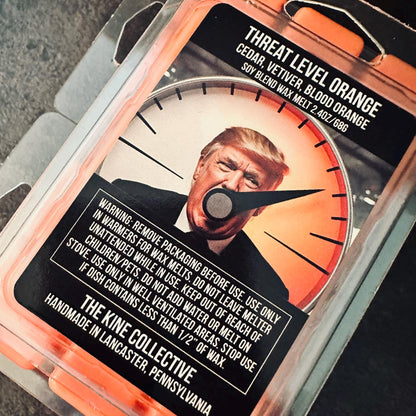 THREAT LEVEL ORANGE
CEDAR, VETIVER, BLOOD ORANGE
SOY BLEND WAX MELT 2.4OZ/68G
WARNING: REMOVE PACKAGING BEFORE USE. USE ONLY
IN WARMERS FOR WAX MELTS. DO NOT LEAVE MELTER
UNATTENDED WHILE IN USE. KEEP OUT OF REACH OF
CHILDREN/PETS. DO NOT ADD WATER OR MELT ON
STOVE. USE ONLY IN WELL VENTILATED AREAS. STOP USE
IF DISH CONTAINS LESS THAN 1/2" OF WAX.
THE KINE COLLECTIVE
HANDMADE IN LANCASTER, PENNSYLVANIA